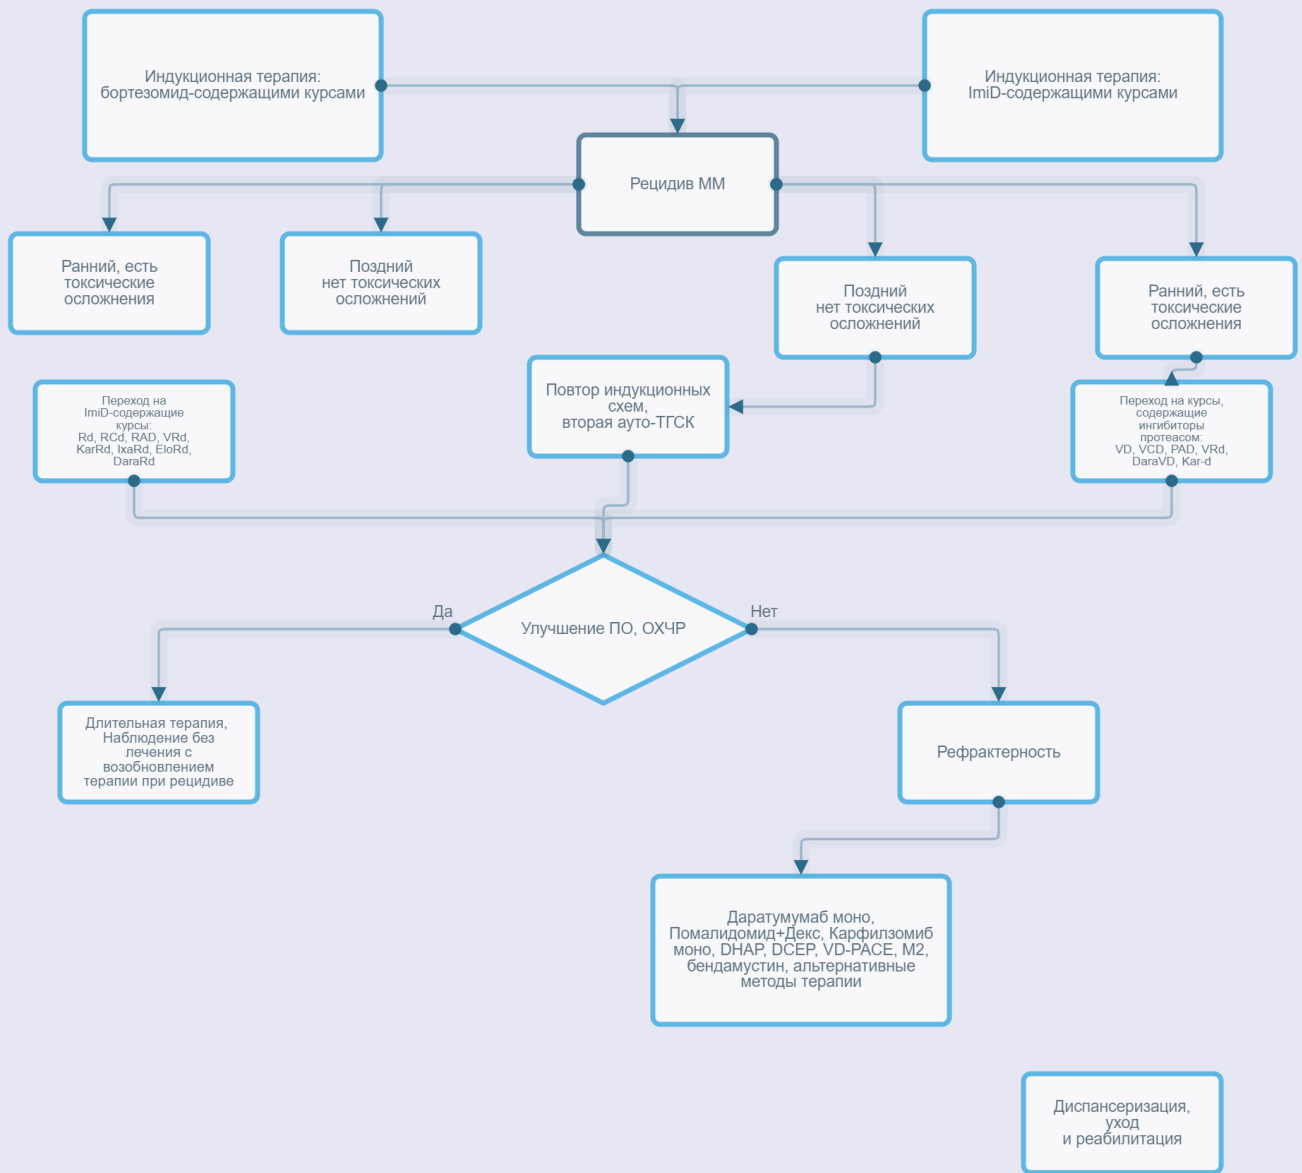 Индукционная терапия:
бортезомид-содержащими курсами
Индукционная терапия:
ImiD-содержащими курсами
Рецидив ММ
Ранний, есть
токсические
осложнения
Поздний
нет токсических
осложнений
Поздний
нет токсических
осложнений
Ранний, есть
токсические
осложнения
Переход на
ImiD-содержащие
курсы:
Rd, RCd, RAD, VRd,
KarRd, IxaRd, EloRd,
DaraRd
Повтор индукционных
схем,
вторая ауто-ТГСК
Переход на курсы,
содержащие
ингибиторы
протеасом:
VD, VCD, PAD, VRd,
DaraVD, Kar-d
Да
Улучшение ПО, ОХЧР
Нет
Длительная терапия,
Наблюдение без
лечения с
возобновлением
терапии при рецидиве
Рефрактерность
Даратумумаб моно,
Помалидомид+Декс, Карфилзомиб
моно, DHAP, DCEP, VD-PACE, M2,
бендамустин, альтернативные
методы терапии
Диспансеризация,
уход
и реабилитация